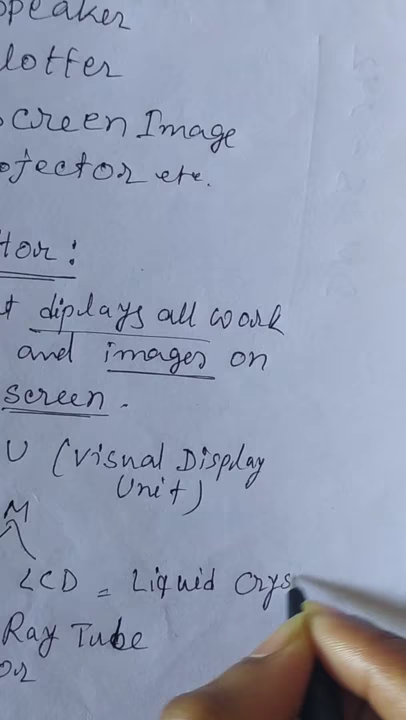 peaker
lotter
creen Image
ojector etc.
tor :
t diplays all work
and images on
screen .
U (Visual Display
Unit)
M
LCD = Liquid Crys
Ray Tube
or